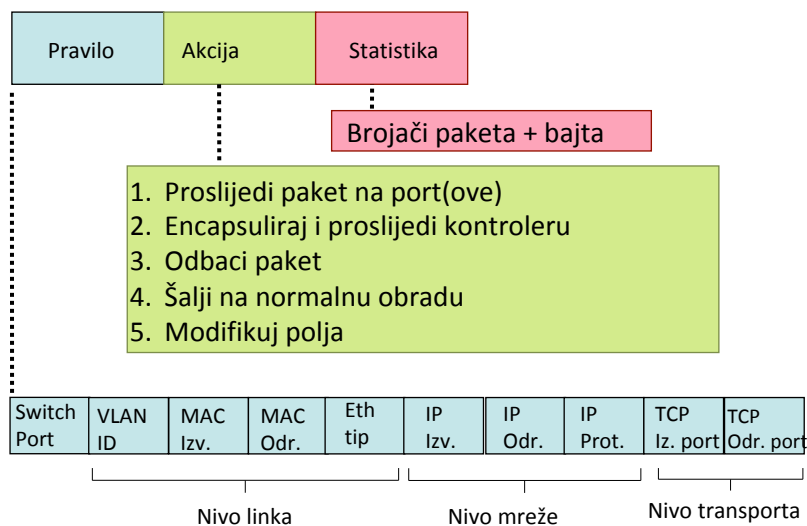 Pravilo
Akcija
Statistika
Brojači paketa + bajta
1. Proslijedi paket na port(ove)
2. Encapsuliraj i proslijedi kontroleru
3. Odbaci paket
4. Šalji na normalnu obradu
5. Modifikuj polja
Switch
Port
VLAN
ID
MAC
Izv.
MAC
Odr.
Eth
tip
IP
Izv.
IP
Odr.
IP
Prot.
TCP
Iz. port
TCP
Odr. port
Nivo linka
Nivo mreže
Nivo transporta